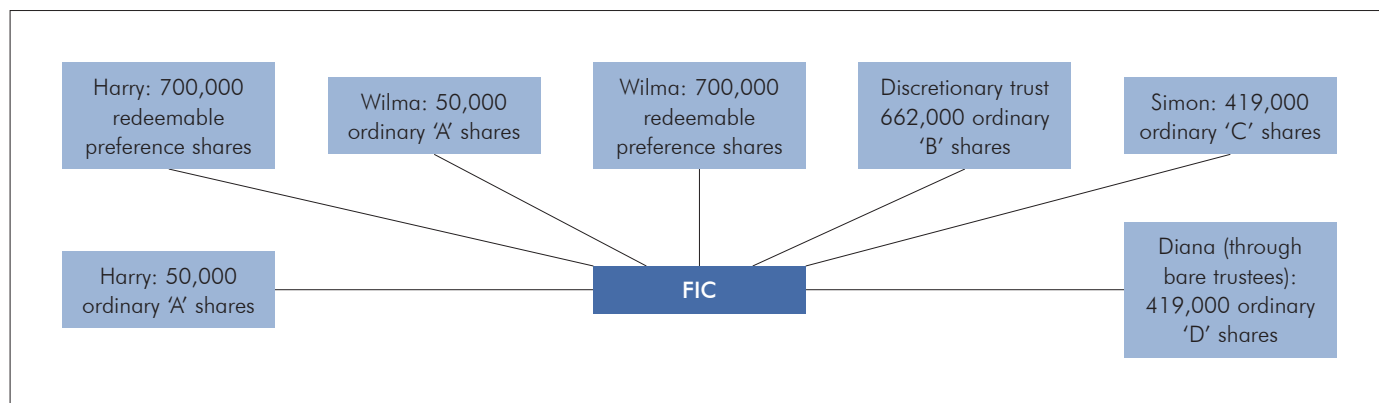 Harry: 700,000
redeemable
preference shares
Wilma: 50,000
ordinary ‘A’ shares
Wilma: 700,000
redeemable
preference shares
Discretionary trust
662,000 ordinary
‘B’ shares
Simon: 419,000
ordinary ‘C’ shares
Harry: 50,000
ordinary ‘A’ shares
FIC
Diana (through
bare trustees):
419,000 ordinary
‘D’ shares